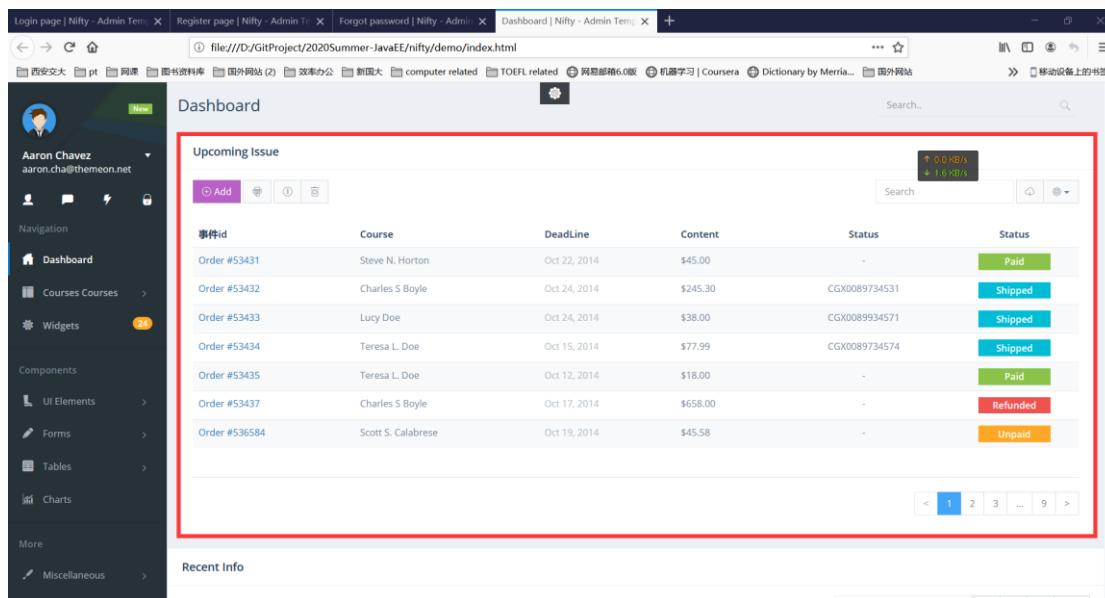 Login page | Nifty - Admin Tem
Register page | Nifty - Admin Te
Forgot password | Nifty - Admin
Dashboard | Nifty - Admin Temp
file:///D:/GitProject/2020Summer-JavaEE/nifty/demo/index.html
西安交大 pt 网课 图书资料库 国外网站 (2) 效率办公 新国大 computer related TOEFL related 网易邮箱6.0版 机器学习 | Coursera Dictionary by Merria... 国外网站 移动设备上的书签
New
Dashboard
Search..
Aaron Chavez
aaron.cha@themeon.net
Upcoming Issue
↑ 0.0 KB/s
↓ 1.6 KB/s
Add
Search
Navigation
Dashboard
Courses Courses
Widgets 24
Components
UI Elements
Forms
Tables
Charts
More
Miscellaneous
事件id Course DeadLine Content Status Status
Order #53431 Steve N. Horton Oct 22, 2014 $45.00 - Paid
Order #53432 Charles S Boyle Oct 24, 2014 $245.30 CGX0089734531 Shipped
Order #53433 Lucy Doe Oct 24, 2014 $38.00 CGX0089934571 Shipped
Order #53434 Teresa L. Doe Oct 15, 2014 $77.99 CGX0089734574 Shipped
Order #53435 Teresa L. Doe Oct 12, 2014 $18.00 - Paid
Order #53437 Charles S Boyle Oct 17, 2014 $658.00 - Refunded
Order #536584 Scott S. Calabrese Oct 19, 2014 $45.58 - Unpaid
< 1 2 3 ... 9 >
Recent Info